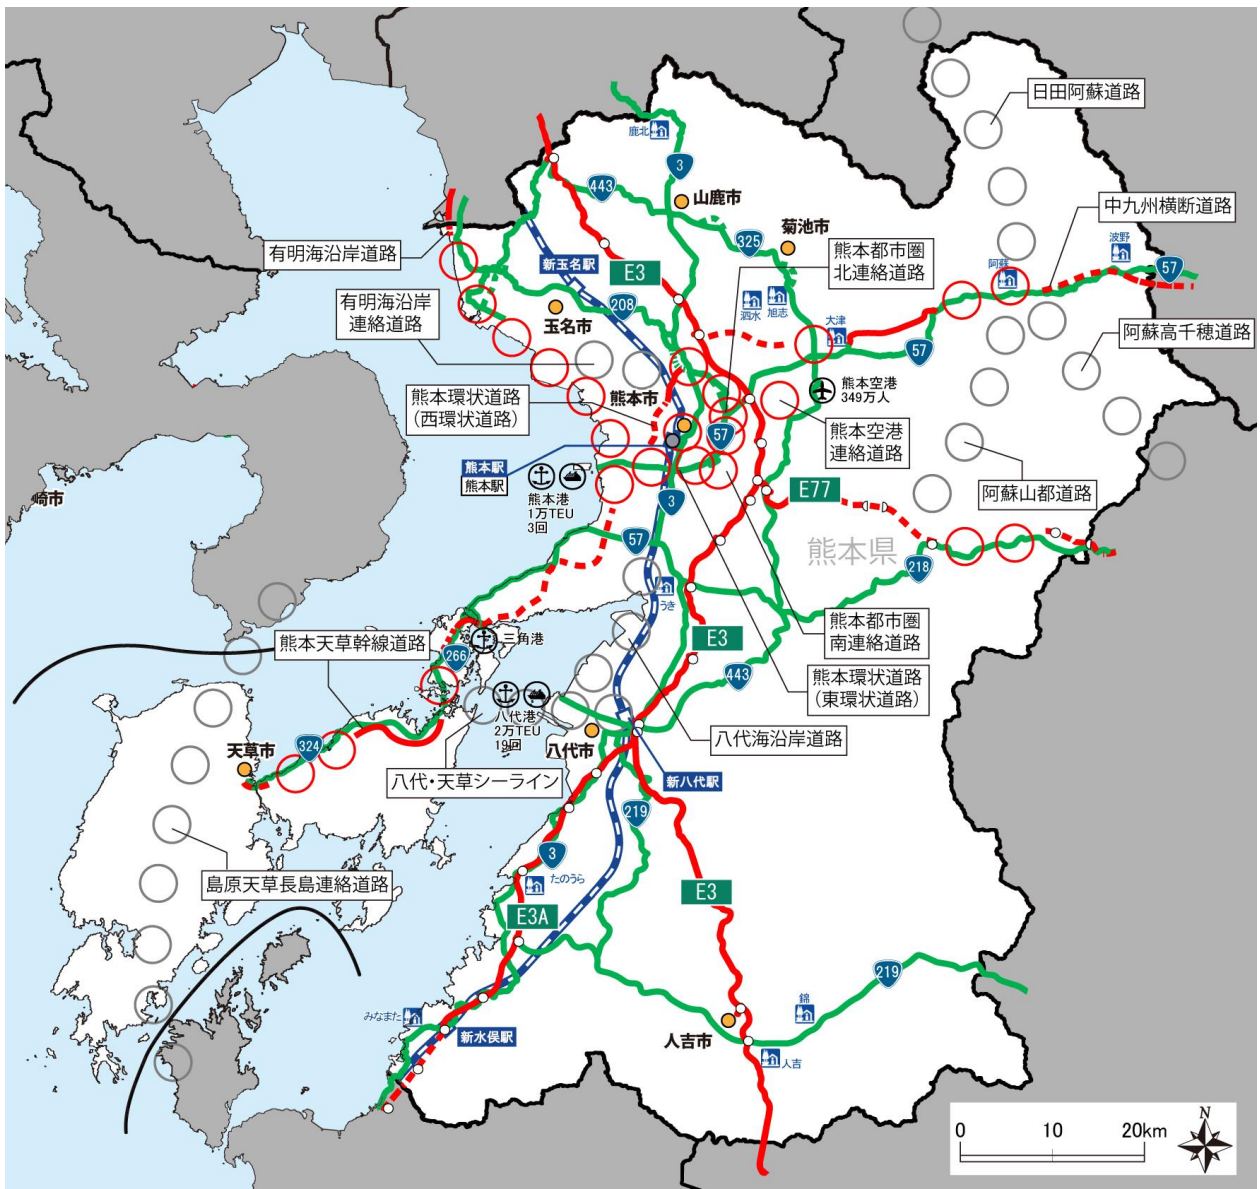 日田阿蘇道路
鹿北
3
443
山鹿市
中九州横断道路
菊池市
325
熊本都市圏
北連絡道路
波野
阿蘇
57
有明海沿岸道路
新玉名駅
E3
208
泗水
旭志
大津
有明海沿岸
連絡道路
玉名市
57
阿蘇高千穂道路
熊本環状道路
(西環状道路)
熊本市
熊本空港
349万人
57
熊本空港
連絡道路
熊本駅
熊本駅
熊本港
1万TEU
3回
崎市
3
E77
阿蘇山都道路
57
熊本県
218
うき
熊本都市圏
南連絡道路
熊本天草幹線道路
三角港
266
E3
443
熊本環状道路
(東環状道路)
八代港
2万TEU
19回
八代市
八代海沿岸道路
天草市
324
八代・天草シーライン
新八代駅
219
3
たのうら
島原天草長島連絡道路
E3
E3A
219
錦
みなまた
新水俣駅
人吉市
人吉
N
0 10 20km